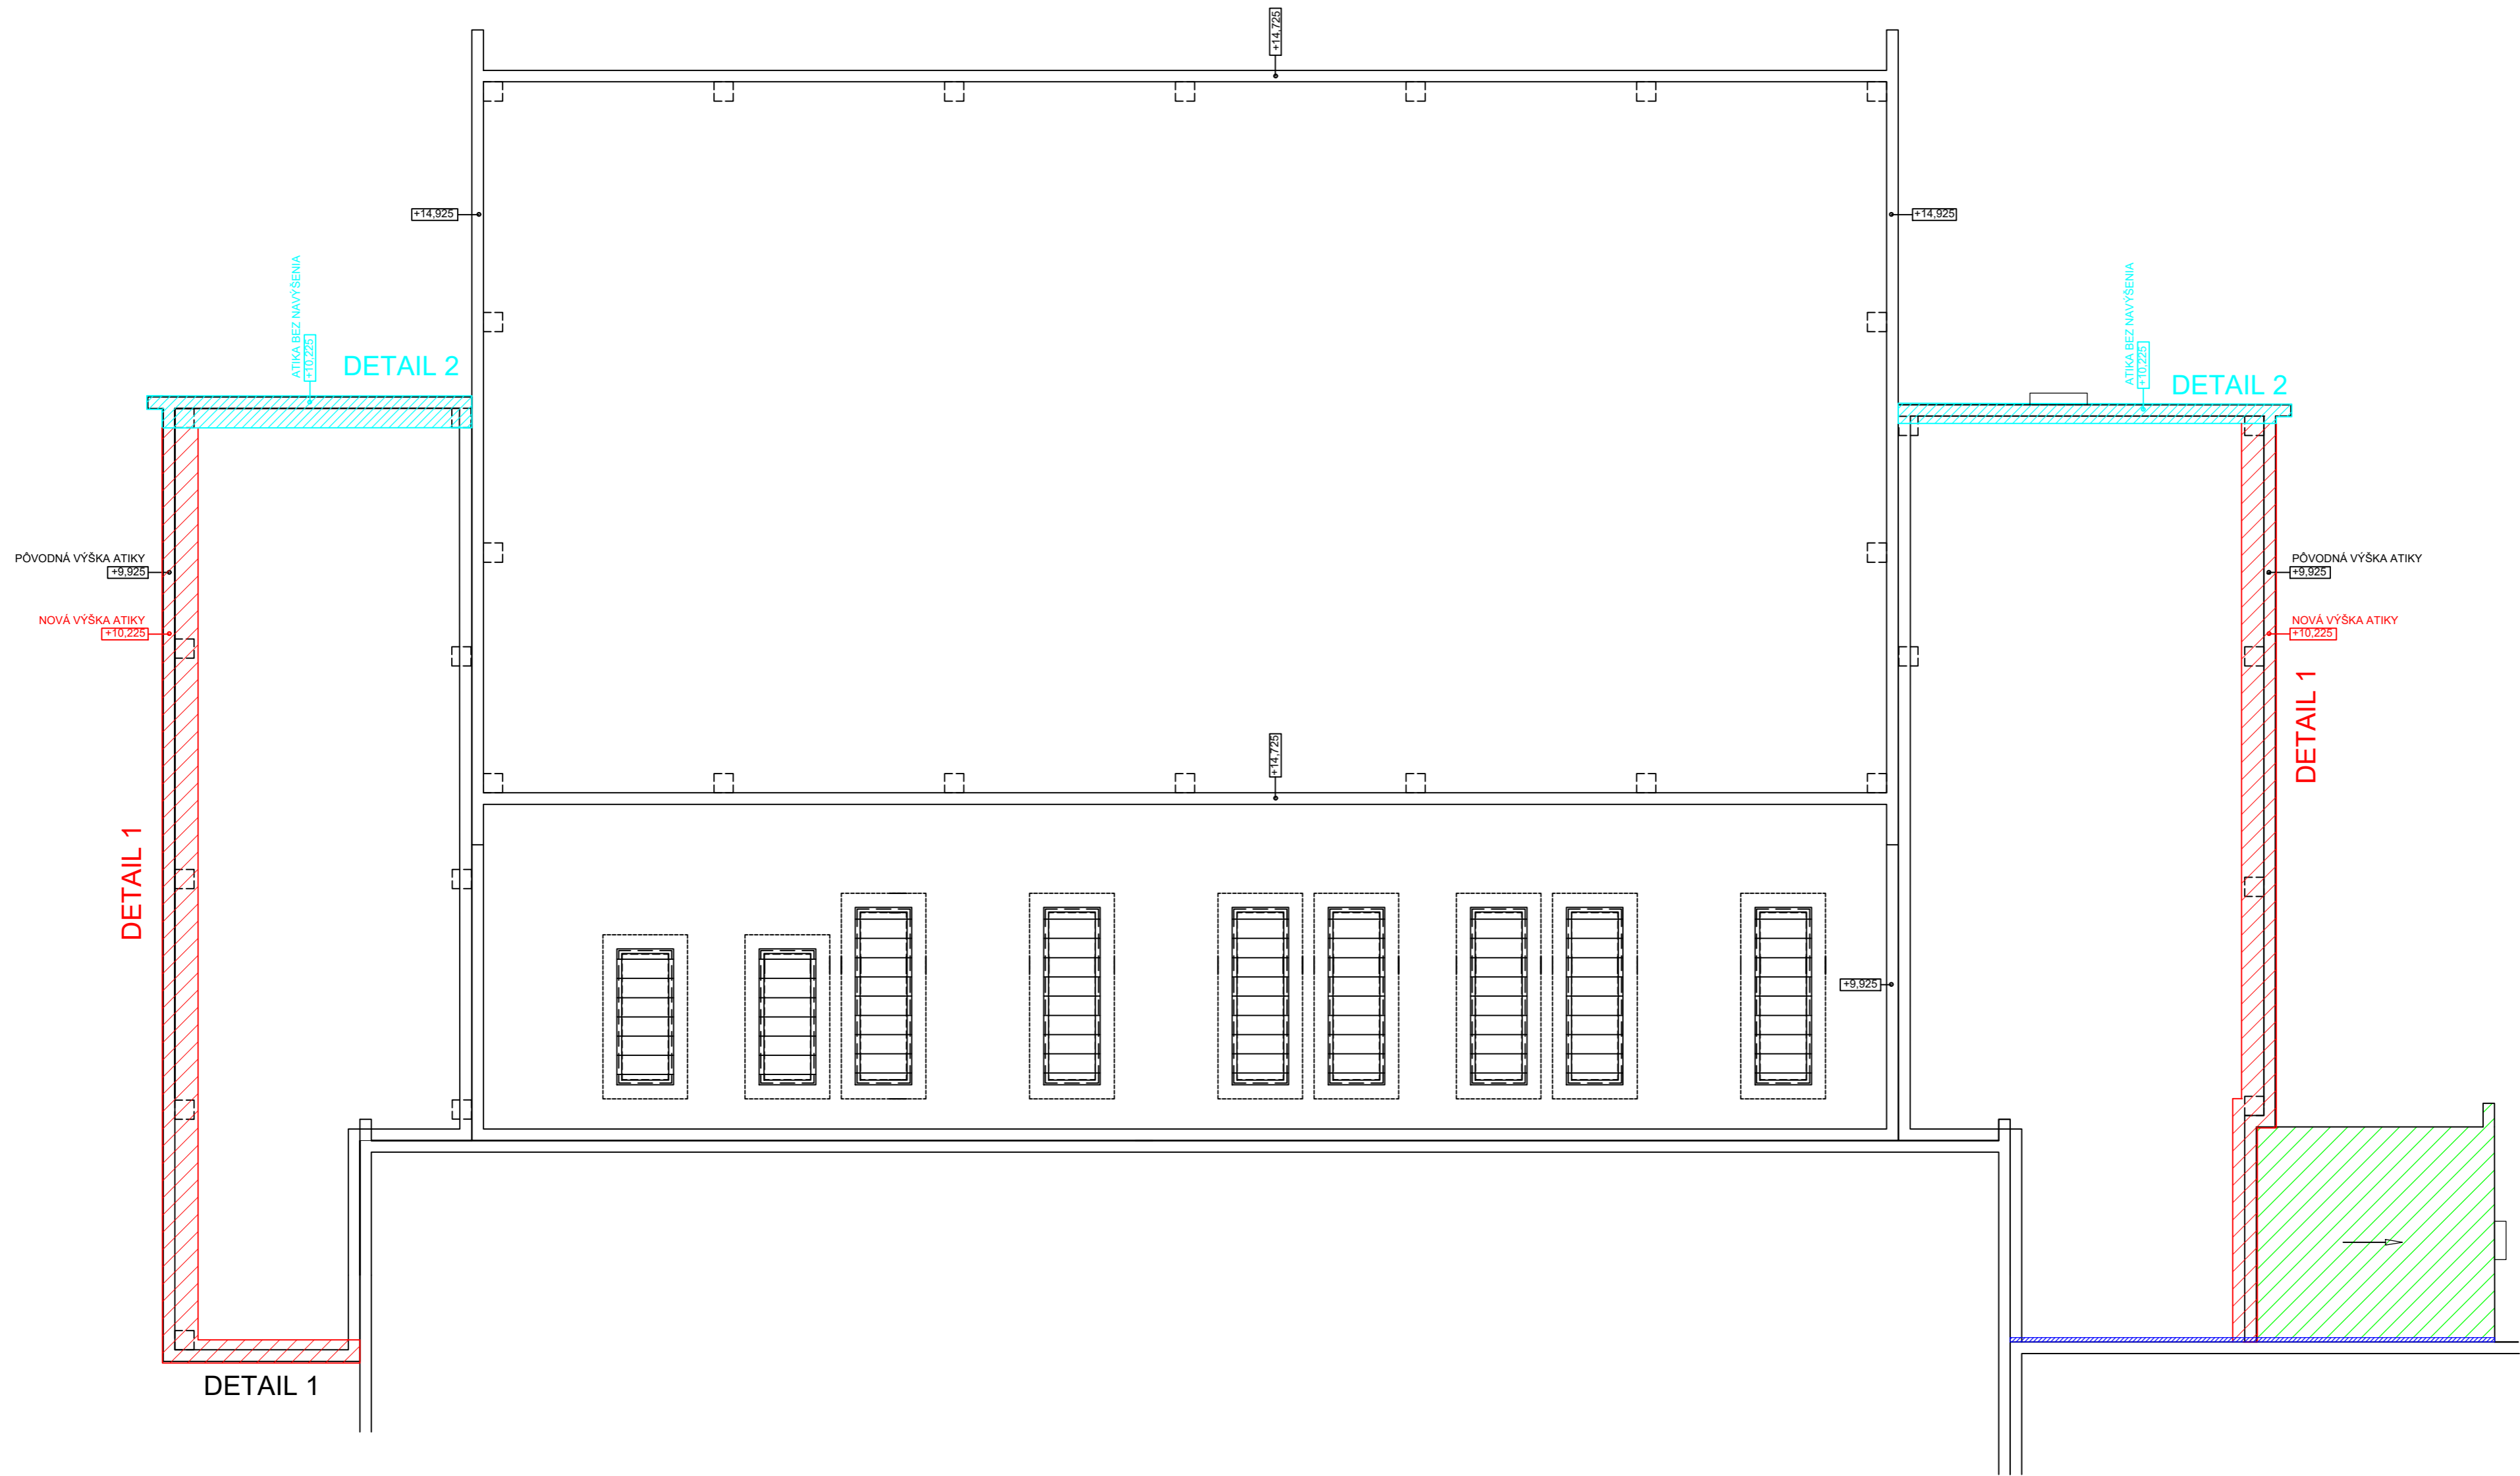 +14,725
+14,925
+14,925
ATIKA BEZ NAVÝŠENIA
+10,225
DETAIL 2
ATIKA BEZ NAVÝŠENIA
+10,225
DETAIL 2
PÔVODNÁ VÝŠKA ATIKY
+9,925
NOVÁ VÝŠKA ATIKY
+10,225
PÔVODNÁ VÝŠKA ATIKY
+9,925
NOVÁ VÝŠKA ATIKY
+10,225
DETAIL 1
+14,725
DETAIL 1
+9,925
DETAIL 1